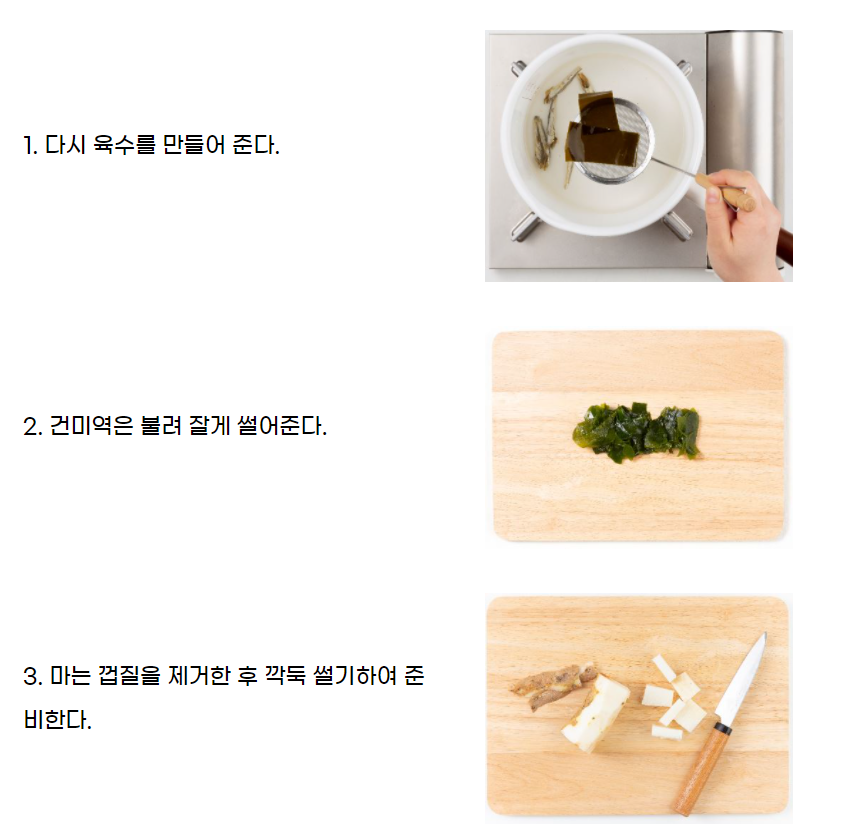 1. 다시 육수를 만들어 준다.
2. 건미역은 불려 잘게 썰어준다.
3. 마는 껍질을 제거한 후 깍둑 썰기하여 준
비한다.